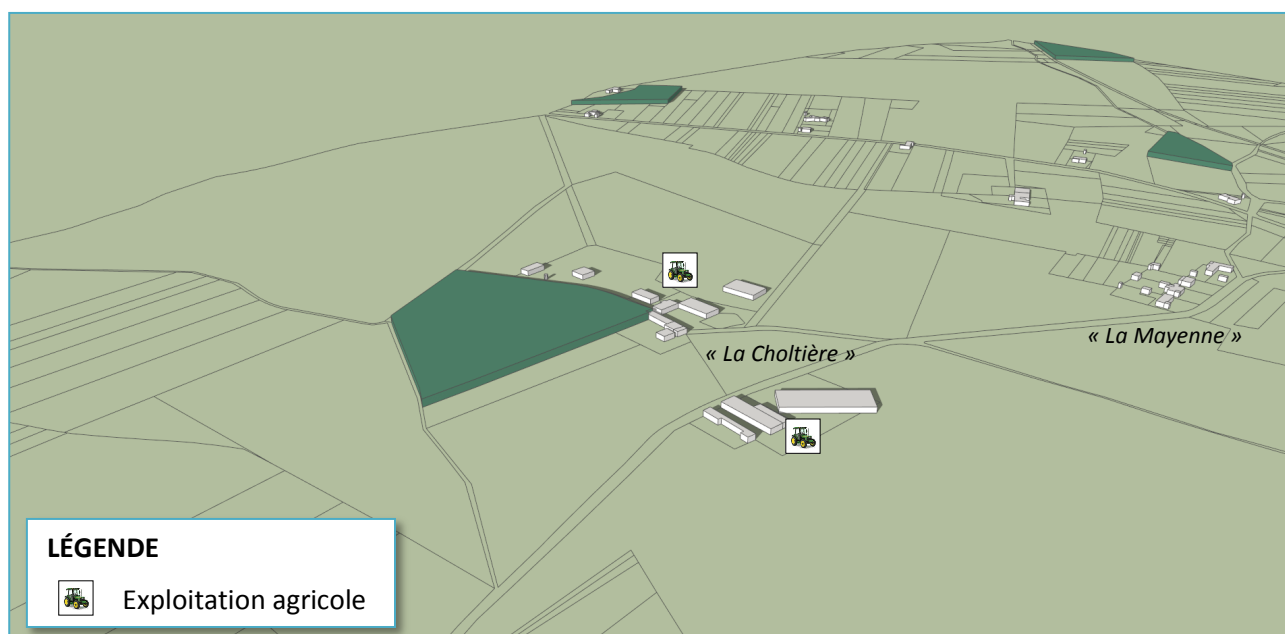 « La Choltière »
« La Mayenne »
LÉGENDE
Exploitation agricole